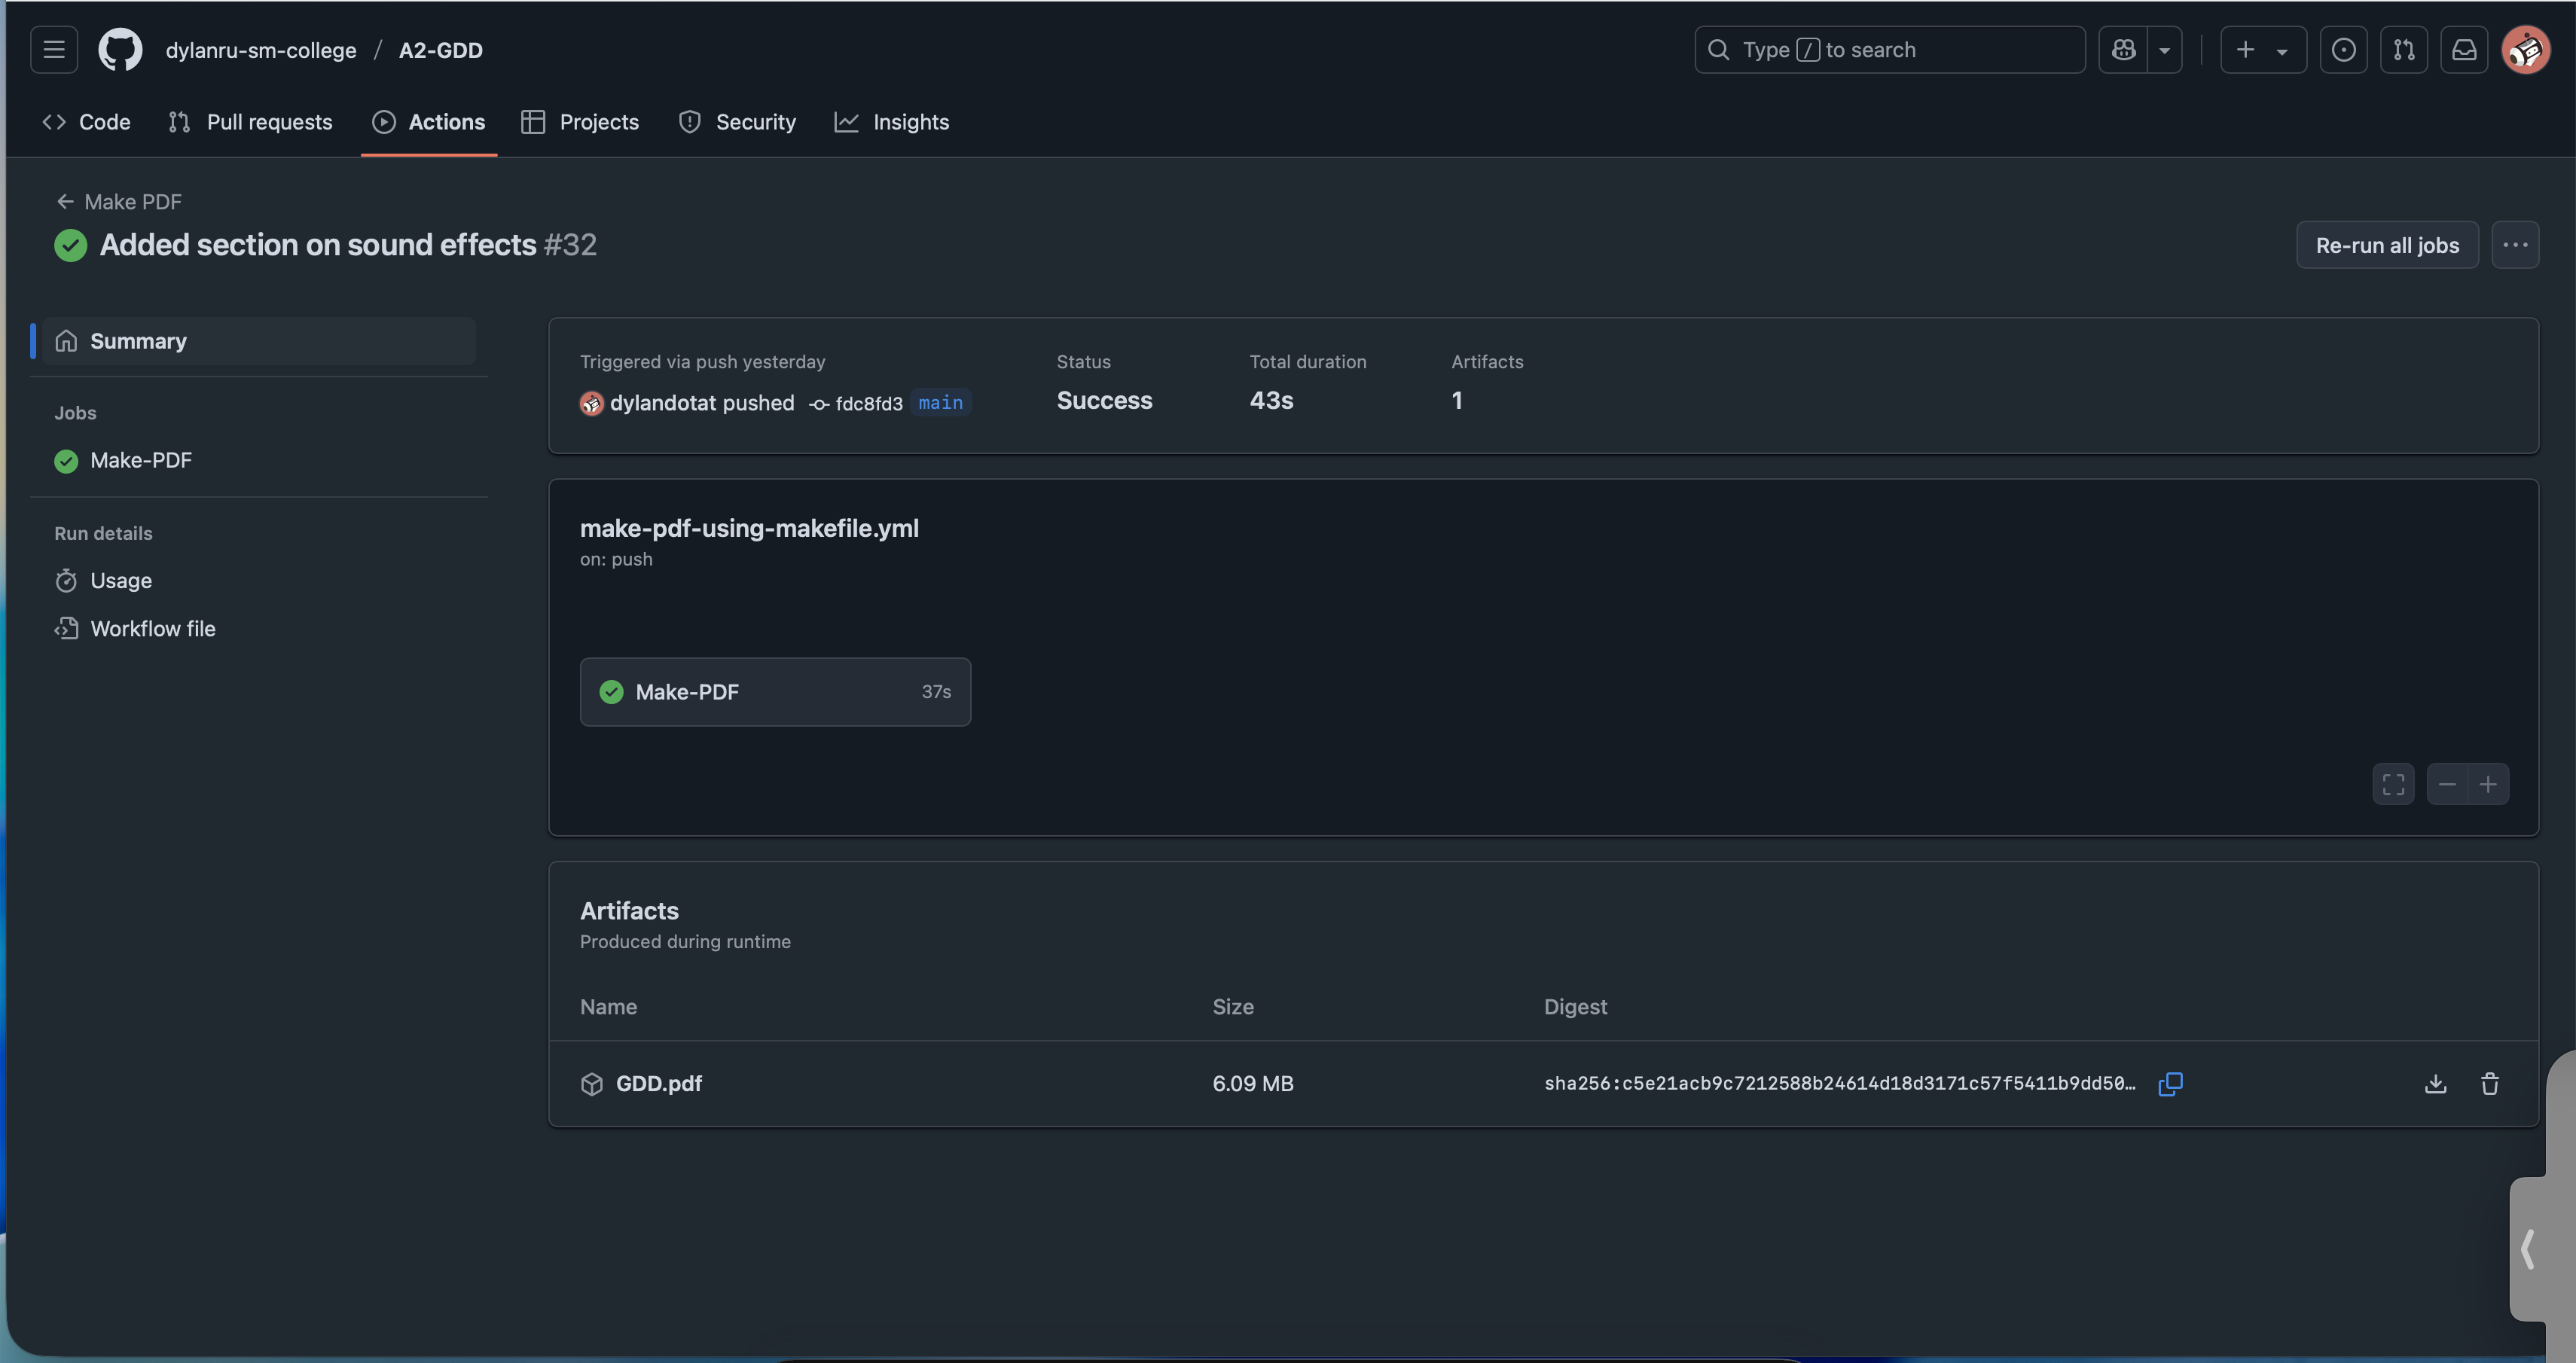 dylanru-sm-college / A2-GDD
Type / to search
Code
Pull requests
Actions
Projects
Security
Insights
Make PDF
Added section on sound effects #32
Re-run all jobs
Summary
Jobs
Make-PDF
Run details
Usage
Workflow file
Triggered via push yesterday
dylandotat pushed fdc8fd3 main
Status
Success
Total duration
43s
Artifacts
1
make-pdf-using-makefile.yml
on: push
Make-PDF 37s
Artifacts
Produced during runtime
Name Size Digest
GDD.pdf 6.09 MB sha256:c5e21acb9c7212588b24614d18d3171c57f5411b9dd50…